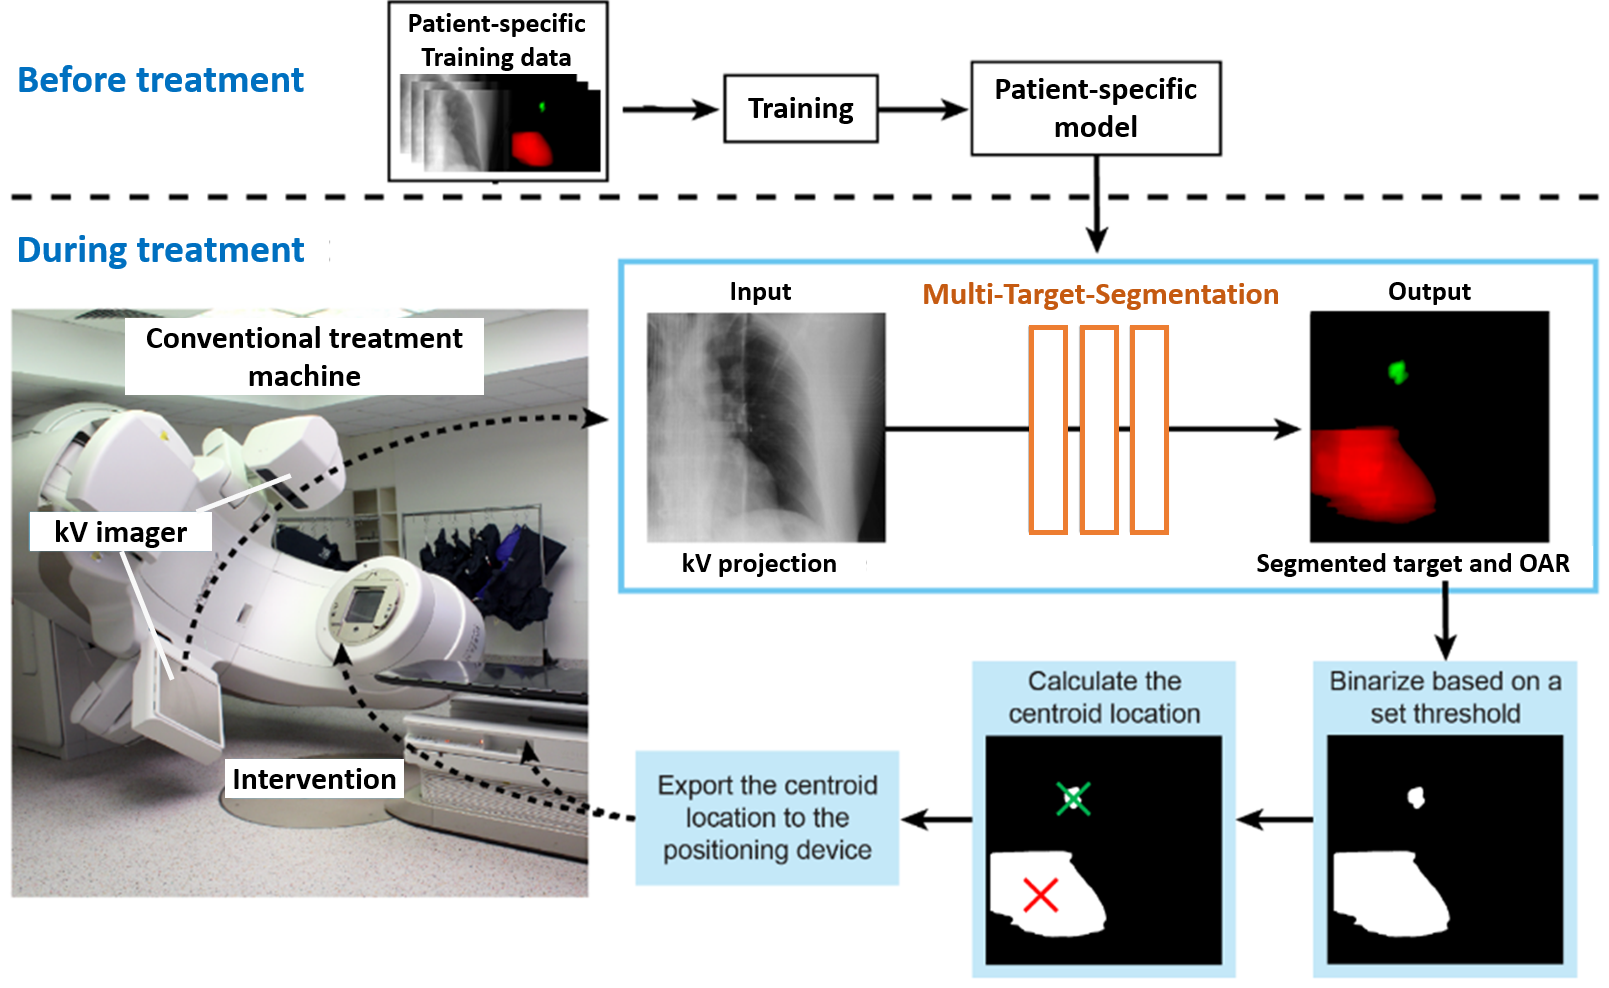 Patient-specific
Training data
Before treatment
Training
Patient-specific
model
During treatment
Input
Multi-Target-Segmentation
Output
Conventional treatment
machine
kV imager
kV projection
Segmented target and OAR
Intervention
Binarize based on a
set threshold
Calculate the
centroid location
Export the centroid
location to the
positioning device